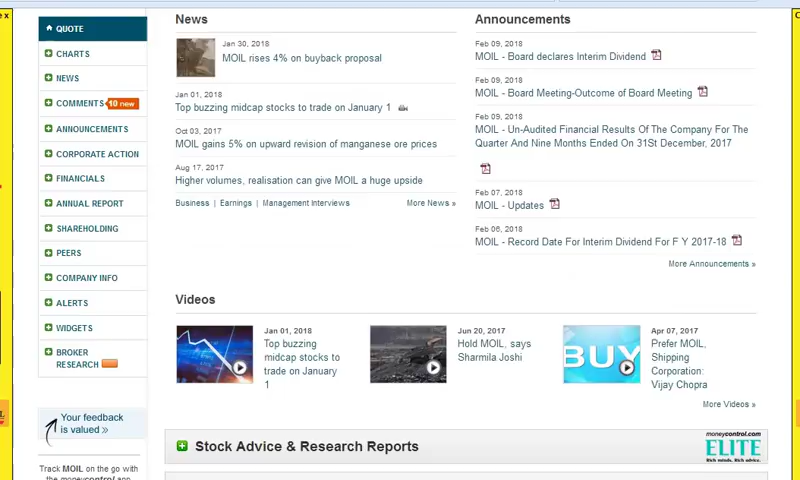 QUOTE
CHARTS
NEWS
COMMENTS 10 new
ANNOUNCEMENTS
CORPORATE ACTION
FINANCIALS
ANNUAL REPORT
SHAREHOLDING
PEERS
COMPANY INFO
ALERTS
WIDGETS
BROKER
RESEARCH
Your feedback
is valued »
Track MOIL on the go with
the moneycontrol app
News
Jan 30, 2018
MOIL rises 4% on buyback proposal
Jan 01, 2018
Top buzzing midcap stocks to trade on January 1
Oct 03, 2017
MOIL gains 5% on upward revision of manganese ore prices
Aug 17, 2017
Higher volumes, realisation can give MOIL a huge upside
Business | Earnings | Management Interviews More News »
Announcements
Feb 09, 2018
MOIL - Board declares Interim Dividend
Feb 09, 2018
MOIL - Board Meeting-Outcome of Board Meeting
Feb 09, 2018
MOIL - Un-Audited Financial Results Of The Company For The
Quarter And Nine Months Ended On 31St December, 2017
Feb 07, 2018
MOIL - Updates
Feb 06, 2018
MOIL - Record Date For Interim Dividend For F Y 2017-18
More Announcements »
Videos
Jan 01, 2018
Top buzzing
midcap stocks to
trade on January
1
Jun 20, 2017
Hold MOIL, says
Sharmila Joshi
BUY
Apr 07, 2017
Prefer MOIL,
Shipping
Corporation:
Vijay Chopra
More Videos »
Stock Advice & Research Reports
moneycontrol.com
ELITE
Rich minds. Rich advice.